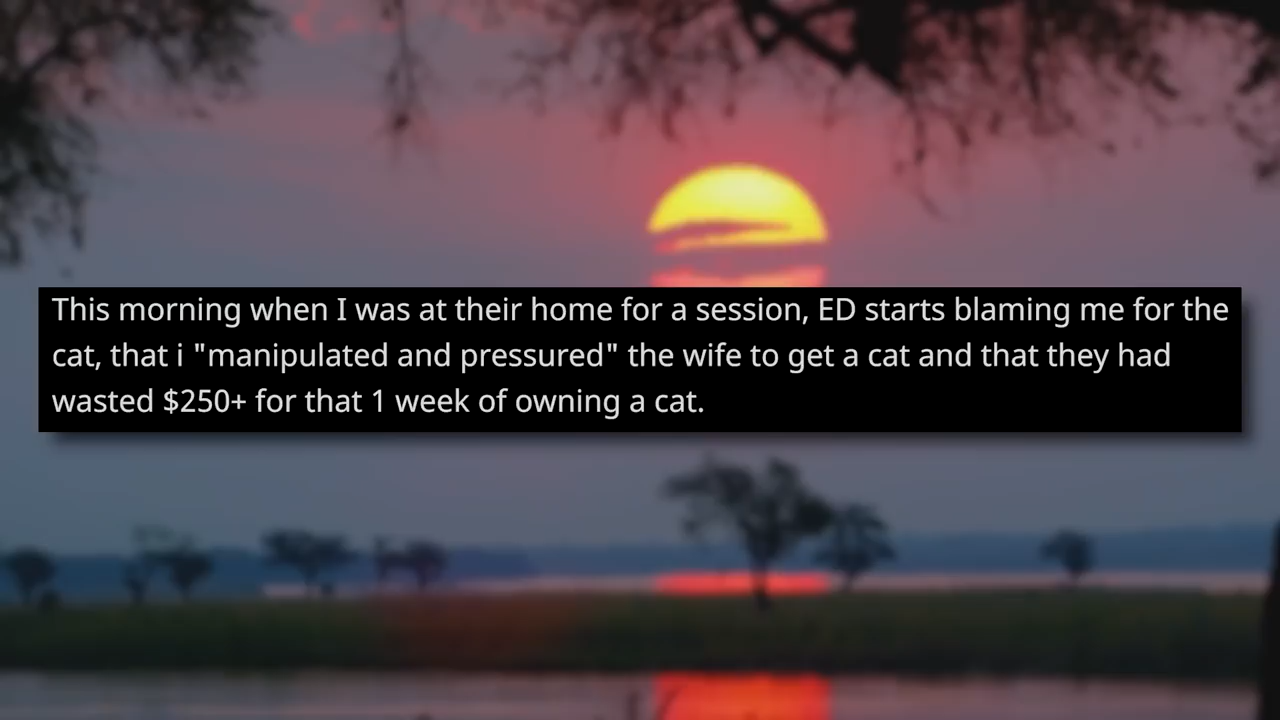 This morning when I was at their home for a session, ED starts blaming me for the
cat, that i "manipulated and pressured" the wife to get a cat and that they had
wasted $250+ for that 1 week of owning a cat.